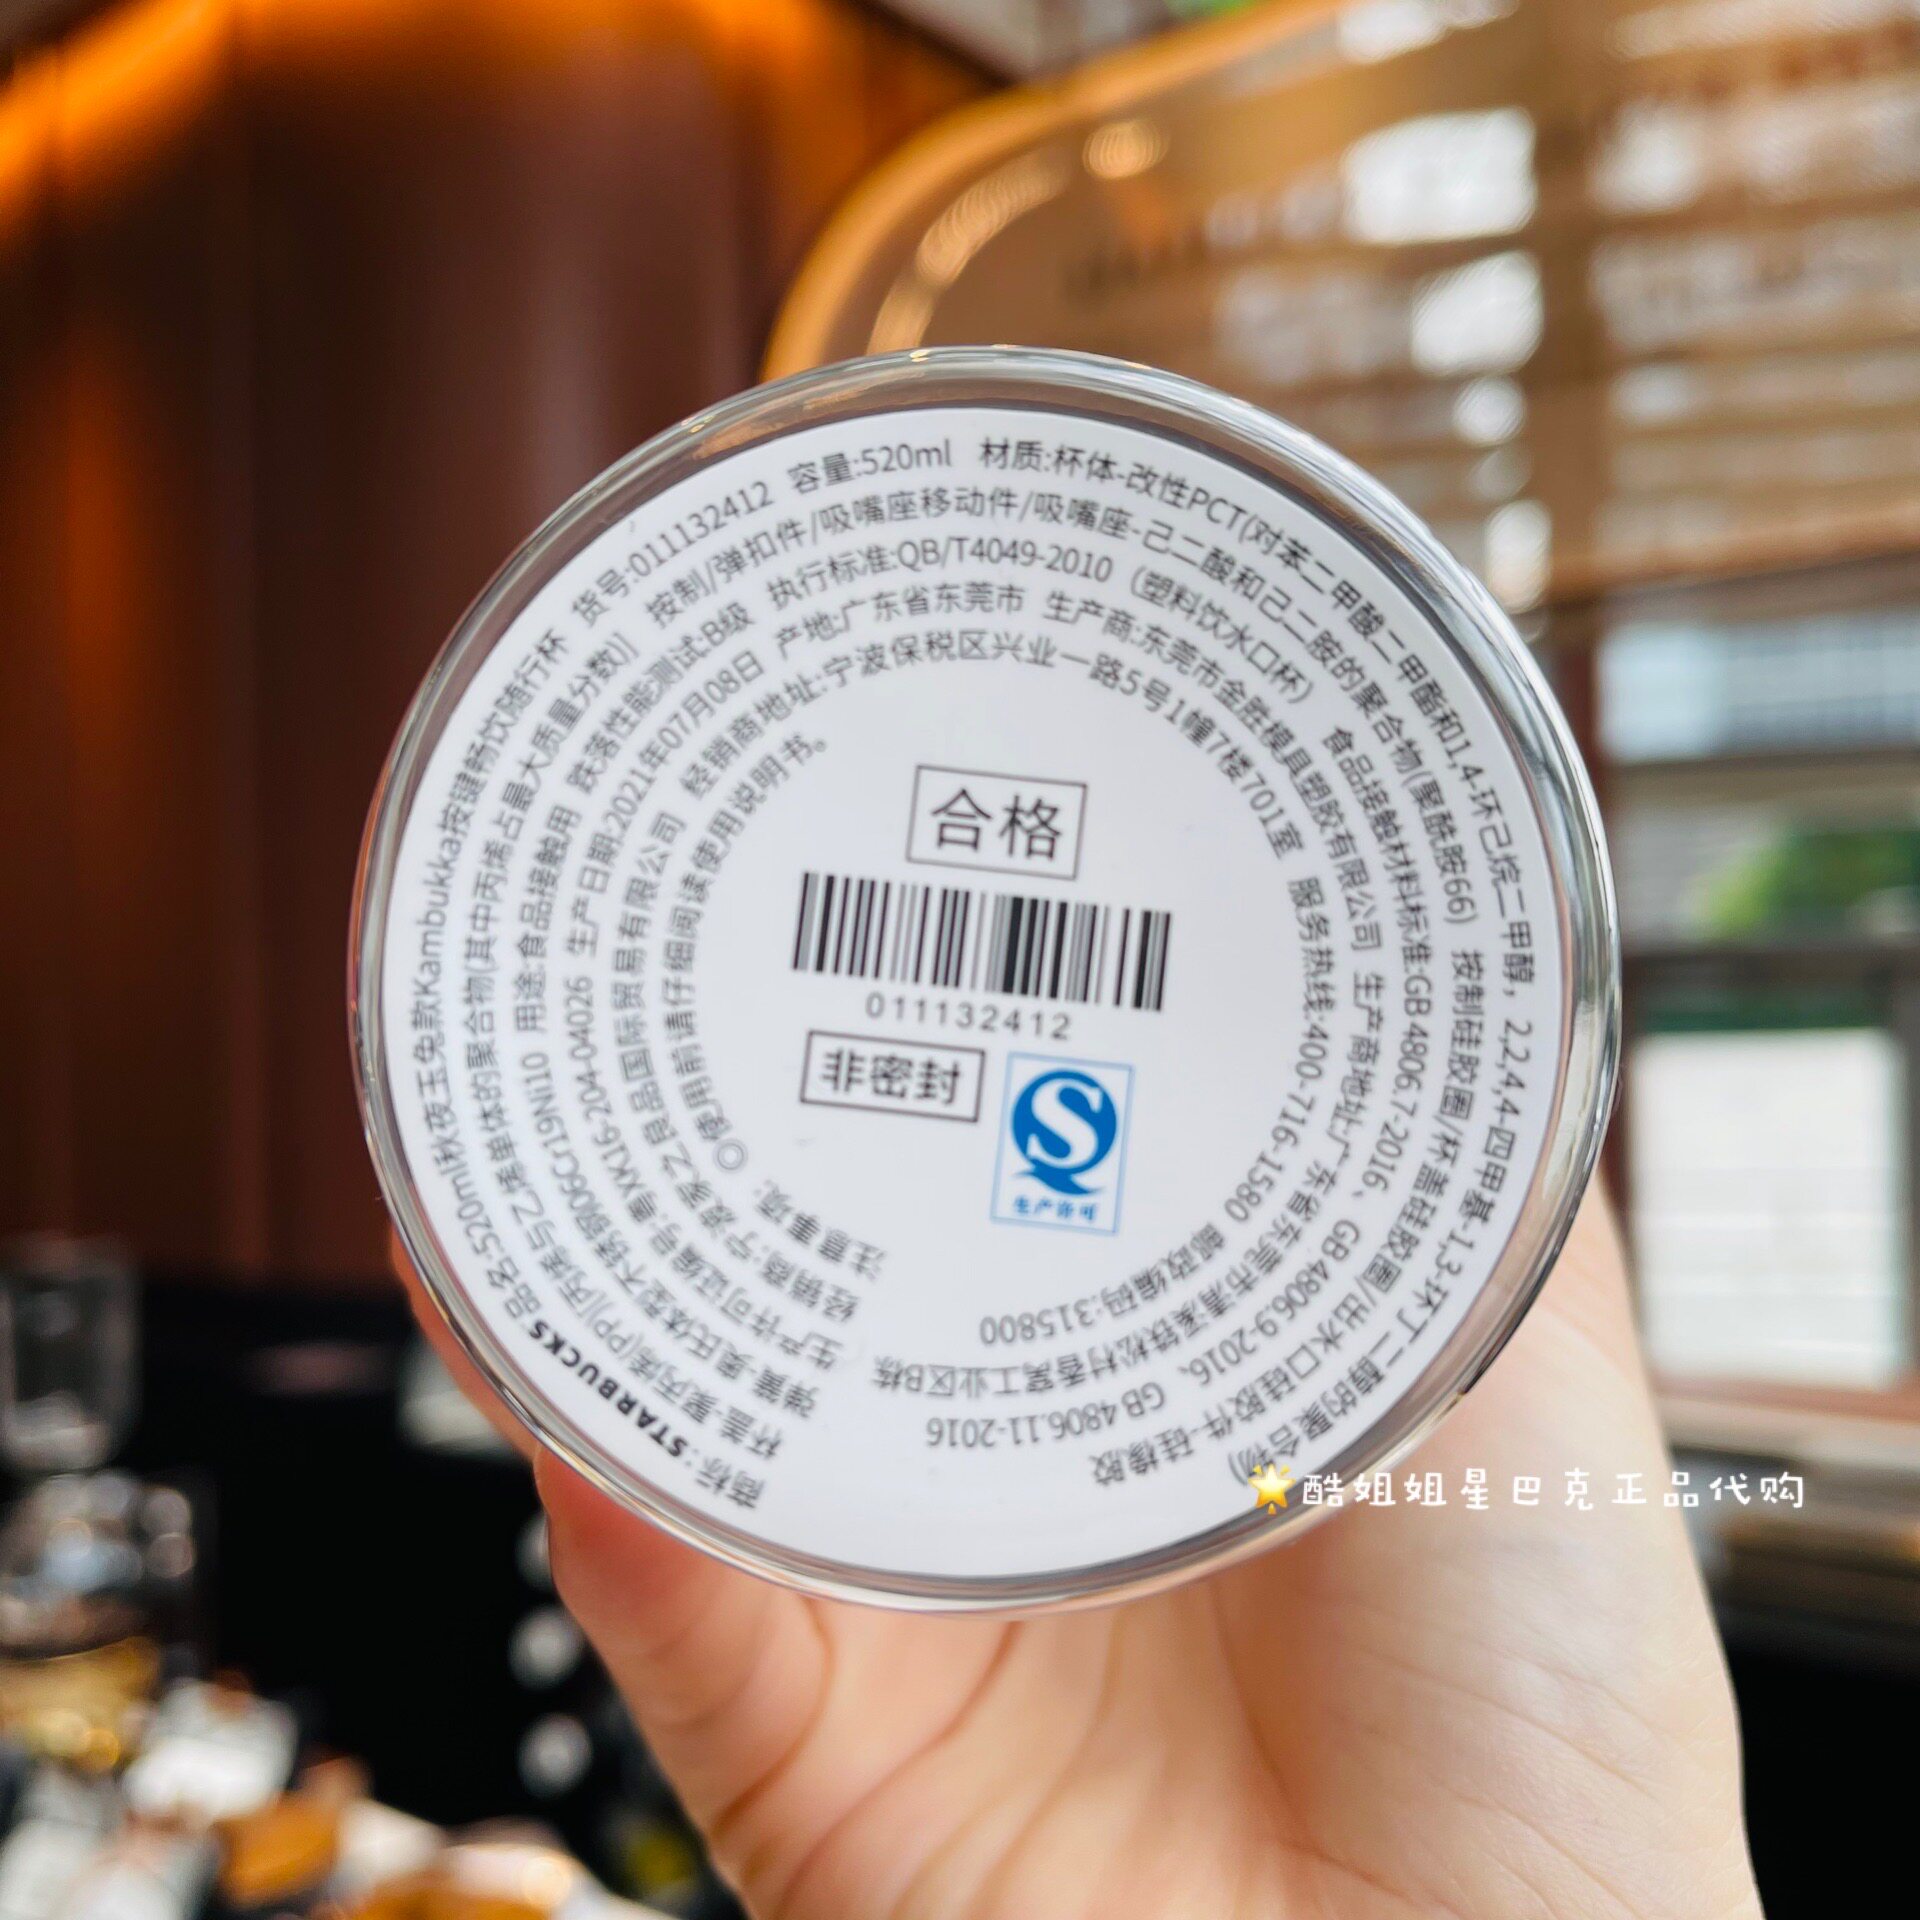 商标:STARBUCKS 品名:520ml秋夜玉兔款Kambukka按键畅饮随行杯 货号:011132412 容量:520ml 材质:杯体-改性PCT(对苯二甲酸二甲酯和1,4-环己烷二甲醇，2,2,4,4-四甲基-1,3-环丁二醇的聚合物)
杯盖-聚丙烯(PP)[丙烯与乙烯单体的聚合物(其中丙烯占最大质量分数)] 按制/弹扣件/吸嘴座移动件/吸嘴座-己二酸和己二胺的聚合物(聚酰胺66) 按制硅胶圈/杯盖硅胶圈/出水口硅胶件-硅橡胶
弹簧-奥氏体型不锈钢06Cr19Ni10 用途:食品接触用 跌落性能测试:B级 执行标准:QB/T4049-2010（塑料饮水口杯） 食品接触材料标准:GB 4806.7-2016、GB 4806.9-2016、GB 4806.11-2016
生产许可证编号:粤XK16-204-04026 生产日期:2021年07月08日 产地:广东省东莞市 生产商:东莞市金胜模具塑胶有限公司 生产商地址:广东省东莞市清溪铁松村香窝工业区B栋
经销商:宁波家之良品国际贸易有限公司 经销商地址:宁波保税区兴业一路5号1幢7楼701室 服务热线:400-716-1580 邮政编码:315800
注意事项: ◎使用前请仔细阅读使用说明书。
合格
011132412
非密封
生产许可
酷姐姐星巴克正品代购